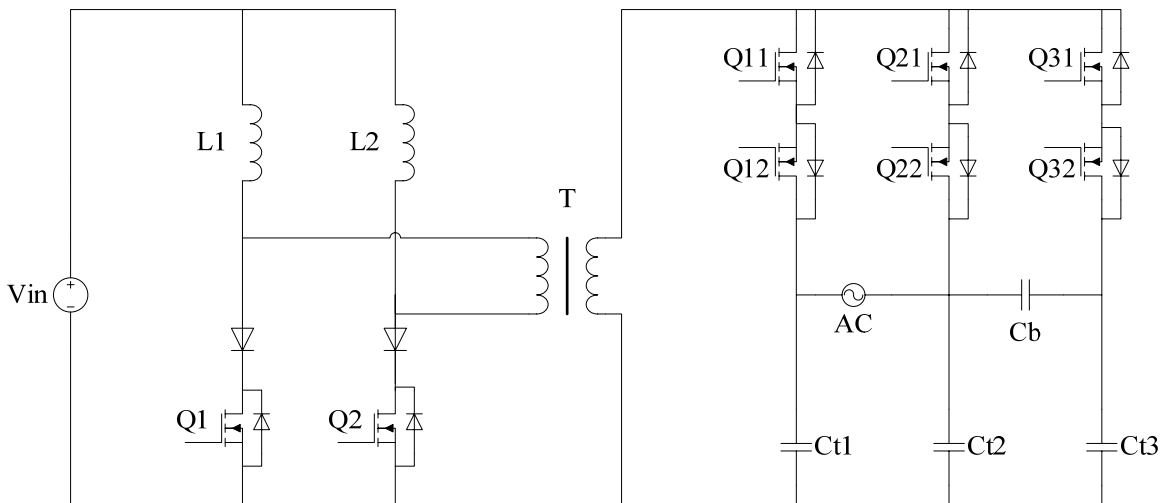 Q11
Q21
Q31
L1
L2
Q12
Q22
Q32
T
Vin
+
−
AC
Cb
Q1
Q2
Ct1
Ct2
Ct3